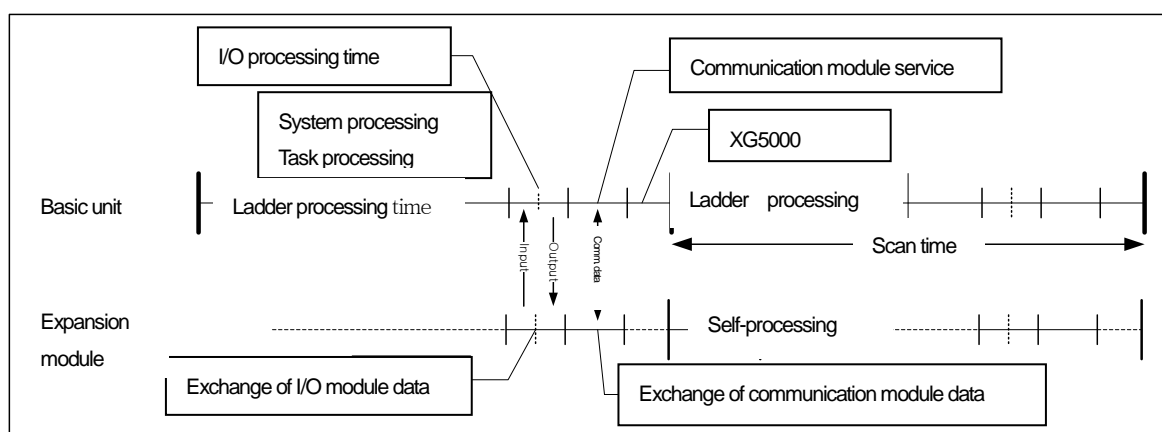 I/O processing time
Communication module service
System processing
Task processing
XG5000
Basic unit
Ladder processing time
Ladder processing
Scan time
Input
Output
Comm data
Expansion
module
Self-processing
Exchange of I/O module data
Exchange of communication module data